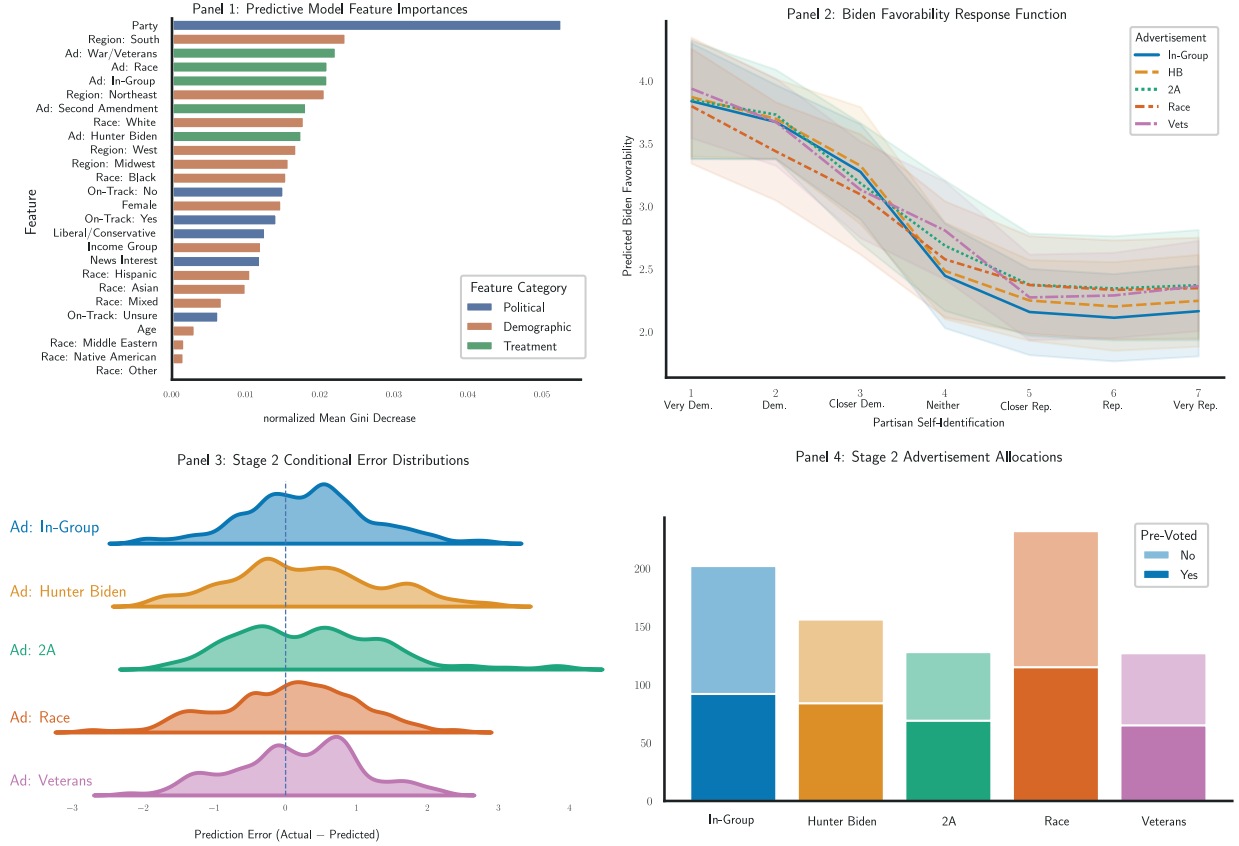 Panel 1: Predictive Model Feature Importances
Party
Region: South
Ad: War/Veterans
Ad: Race
Ad: In-Group
Region: Northeast
Ad: Second Amendment
Race: White
Ad: Hunter Biden
Region: West
Region: Midwest
Race: Black
On-Track: No
Female
On-Track: Yes
Liberal/Conservative
Income Group
News Interest
Race: Hispanic
Race: Asian
Race: Mixed
On-Track: Unsure
Age
Race: Middle Eastern
Race: Native American
Race: Other
Feature
Feature Category
Political
Demographic
Treatment
0.00 0.01 0.02 0.03 0.04 0.05
normalized Mean Gini Decrease
Panel 2: Biden Favorability Response Function
Advertisement
In-Group
HB
2A
Race
Vets
4.0
3.5
3.0
2.5
2.0
Predicted Biden Favorability
1 2 3 4 5 6 7
Very Dem. Dem. Closer Dem. Neither Closer Rep. Rep. Very Rep.
Partisan Self-Identification
Panel 3: Stage 2 Conditional Error Distributions
Ad: In-Group
Ad: Hunter Biden
Ad: 2A
Ad: Race
Ad: Veterans
−3 −2 −1 0 1 2 3 4
Prediction Error (Actual − Predicted)
Panel 4: Stage 2 Advertisement Allocations
Pre-Voted
No
Yes
200
150
100
50
0
In-Group Hunter Biden 2A Race Veterans